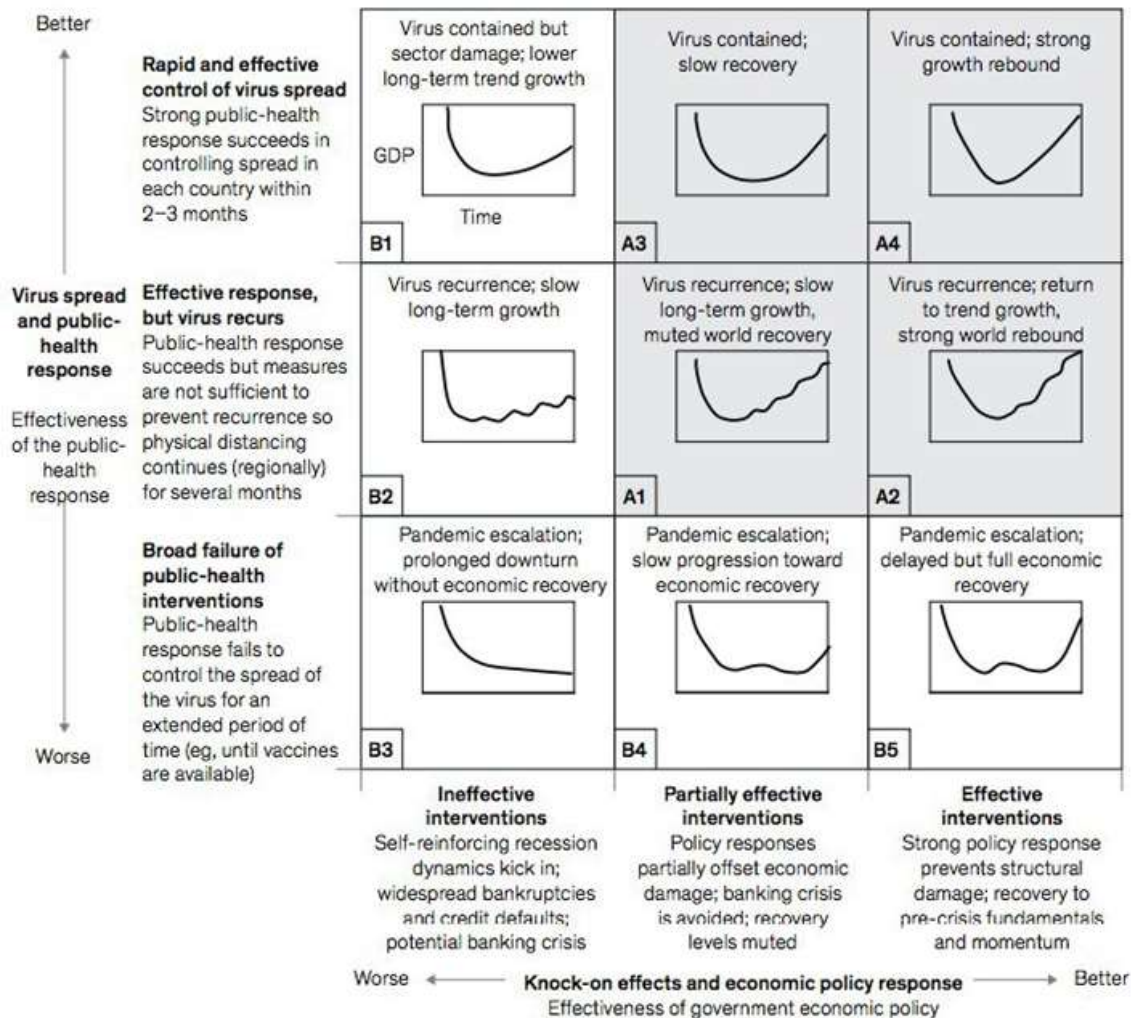 Better
Rapid and effective
control of virus spread
Strong public-health
response succeeds in
controlling spread in
each country within
2–3 months
Virus contained but
sector damage; lower
long-term trend growth
GDP
Time
B1
Virus contained;
slow recovery
A3
Virus contained; strong
growth rebound
A4
Virus spread
and public-
health
response
Effectiveness
of the public-
health
response
Effective response,
but virus recurs
Public-health response
succeeds but measures
are not sufficient to
prevent recurrence so
physical distancing
continues (regionally)
for several months
Virus recurrence; slow
long-term growth
B2
Virus recurrence; slow
long-term growth,
muted world recovery
A1
Virus recurrence; return
to trend growth,
strong world rebound
A2
Broad failure of
public-health
interventions
Public-health
response fails to
control the spread of
the virus for an
extended period of
time (eg, until vaccines
are available)
Worse
Pandemic escalation;
prolonged downturn
without economic recovery
B3
Pandemic escalation;
slow progression toward
economic recovery
B4
Pandemic escalation;
delayed but full economic
recovery
B5
Ineffective
interventions
Self-reinforcing recession
dynamics kick in;
widespread bankruptcies
and credit defaults;
potential banking crisis
Partially effective
interventions
Policy responses
partially offset economic
damage; banking crisis
is avoided; recovery
levels muted
Effective
interventions
Strong policy response
prevents structural
damage; recovery to
pre-crisis fundamentals
and momentum
Worse
Knock-on effects and economic policy response
Better
Effectiveness of government economic policy